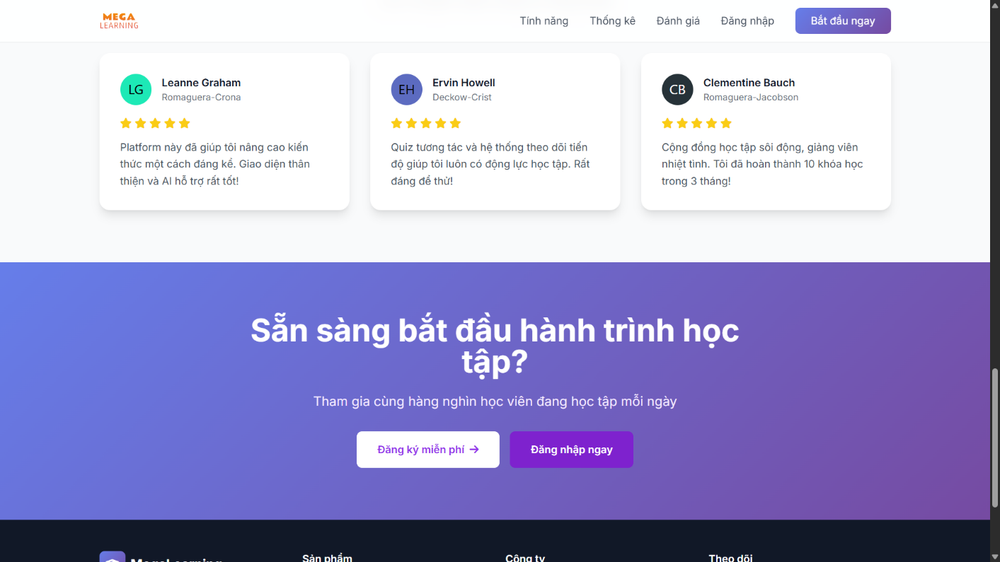 MEGA
LEARNING
Tính năng
Thống kê
Đánh giá
Đăng nhập
Bắt đầu ngay
LG
Leanne Graham
Romaguera-Crona
Platform này đã giúp tôi nâng cao kiến
thức một cách đáng kể. Giao diện thân
thiện và AI hỗ trợ rất tốt!
EH
Ervin Howell
Deckow-Crist
Quiz tương tác và hệ thống theo dõi tiến
độ giúp tôi luôn có động lực học tập. Rất
đáng để thử!
CB
Clementine Bauch
Romaguera-Jacobson
Cộng đồng học tập sôi động, giảng viên
nhiệt tình. Tôi đã hoàn thành 10 khóa học
trong 3 tháng!
Sẵn sàng bắt đầu hành trình học
tập?
Tham gia cùng hàng nghìn học viên đang học tập mỗi ngày
Đăng ký miễn phí →
Đăng nhập ngay
MegaLearning
Sản phẩm
Công ty
Theo dõi